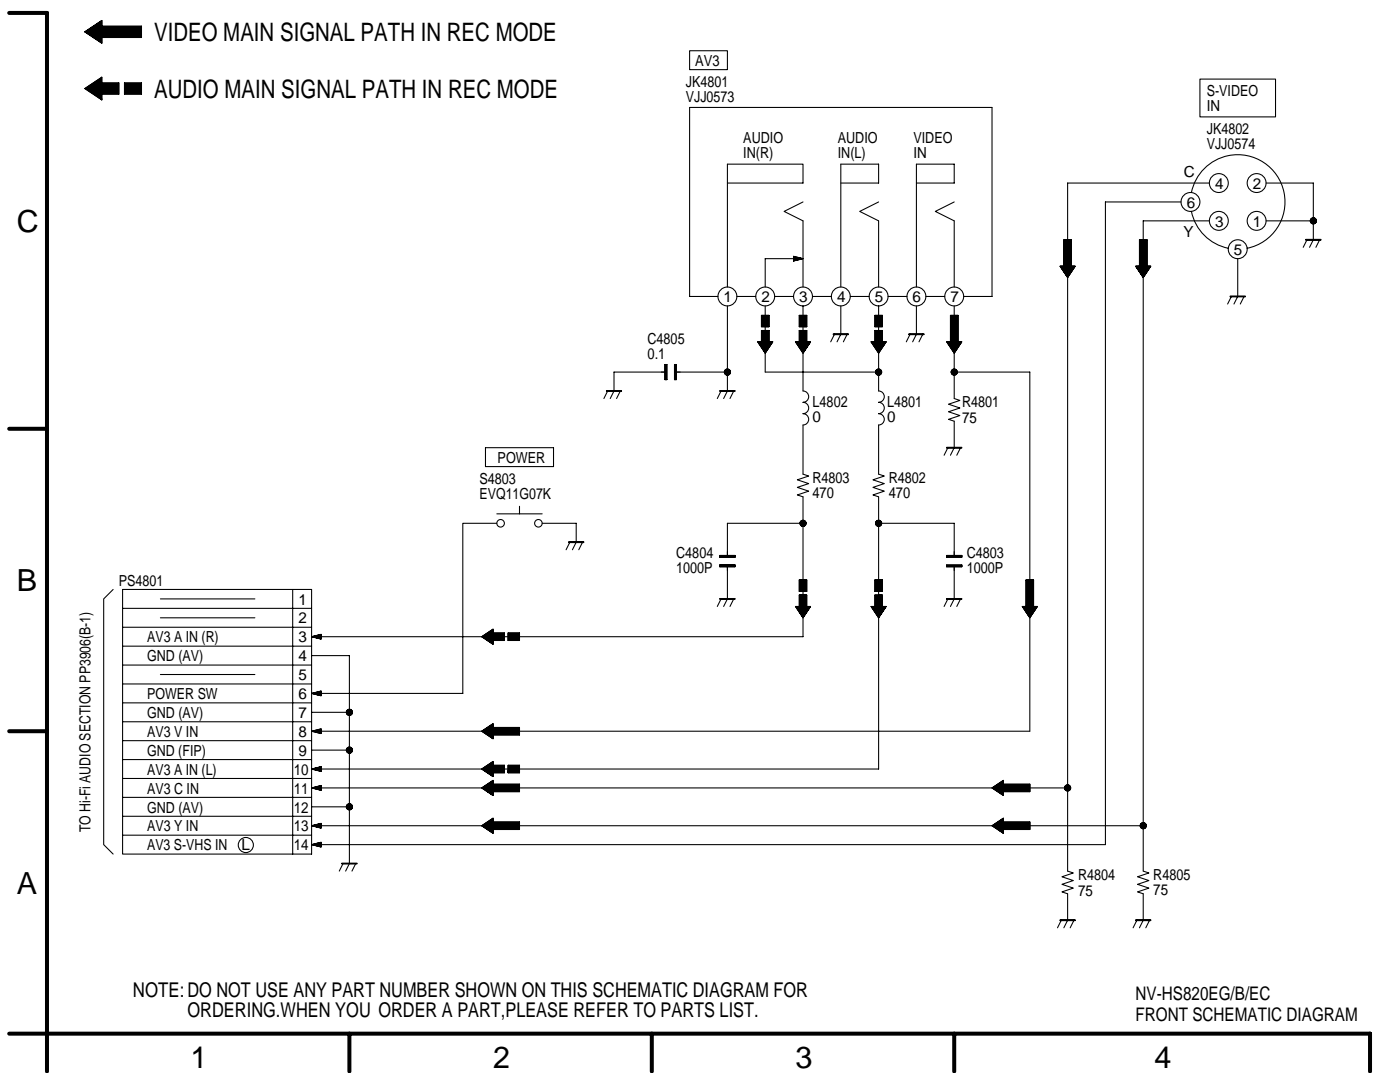 VIDEO MAIN SIGNAL PATH IN REC MODE
AUDIO MAIN SIGNAL PATH IN REC MODE
AV3
JK4801
VJJ0573
AUDIO
IN(R)
AUDIO
IN(L)
VIDEO
IN
1
2
3
4
5
6
7
S-VIDEO
IN
JK4802
VJJ0574
C
4
2
6
3
1
Y
5
C4805
0.1
L4802
0
L4801
0
R4801
75
R4803
470
R4802
470
C4804
1000P
C4803
1000P
POWER
S4803
EVQ11G07K
PS4801
TO Hi-Fi AUDIO SECTION PP3906(B-1)
1
2
AV3 A IN (R) 3
GND (AV) 4
5
POWER SW 6
GND (AV) 7
AV3 V IN 8
GND (FIP) 9
AV3 A IN (L) 10
AV3 C IN 11
GND (AV) 12
AV3 Y IN 13
AV3 S-VHS IN Ⓛ 14
R4804
75
R4805
75
C
B
A
NOTE: DO NOT USE ANY PART NUMBER SHOWN ON THIS SCHEMATIC DIAGRAM FOR
ORDERING.WHEN YOU ORDER A PART,PLEASE REFER TO PARTS LIST.
NV-HS820EG/B/EC
FRONT SCHEMATIC DIAGRAM
1
2
3
4